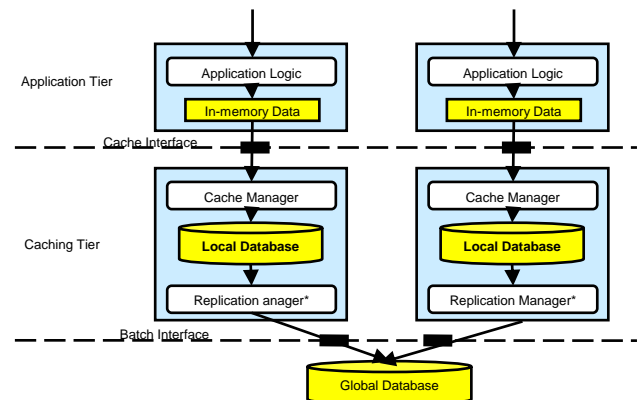 Application Logic
Application Logic
Application Tier
In-memory Data
In-memory Data
Cache Interface
Cache Manager
Cache Manager
Caching Tier
Local Database
Local Database
Replication anager*
Replication Manager*
Batch Interface
Global Database